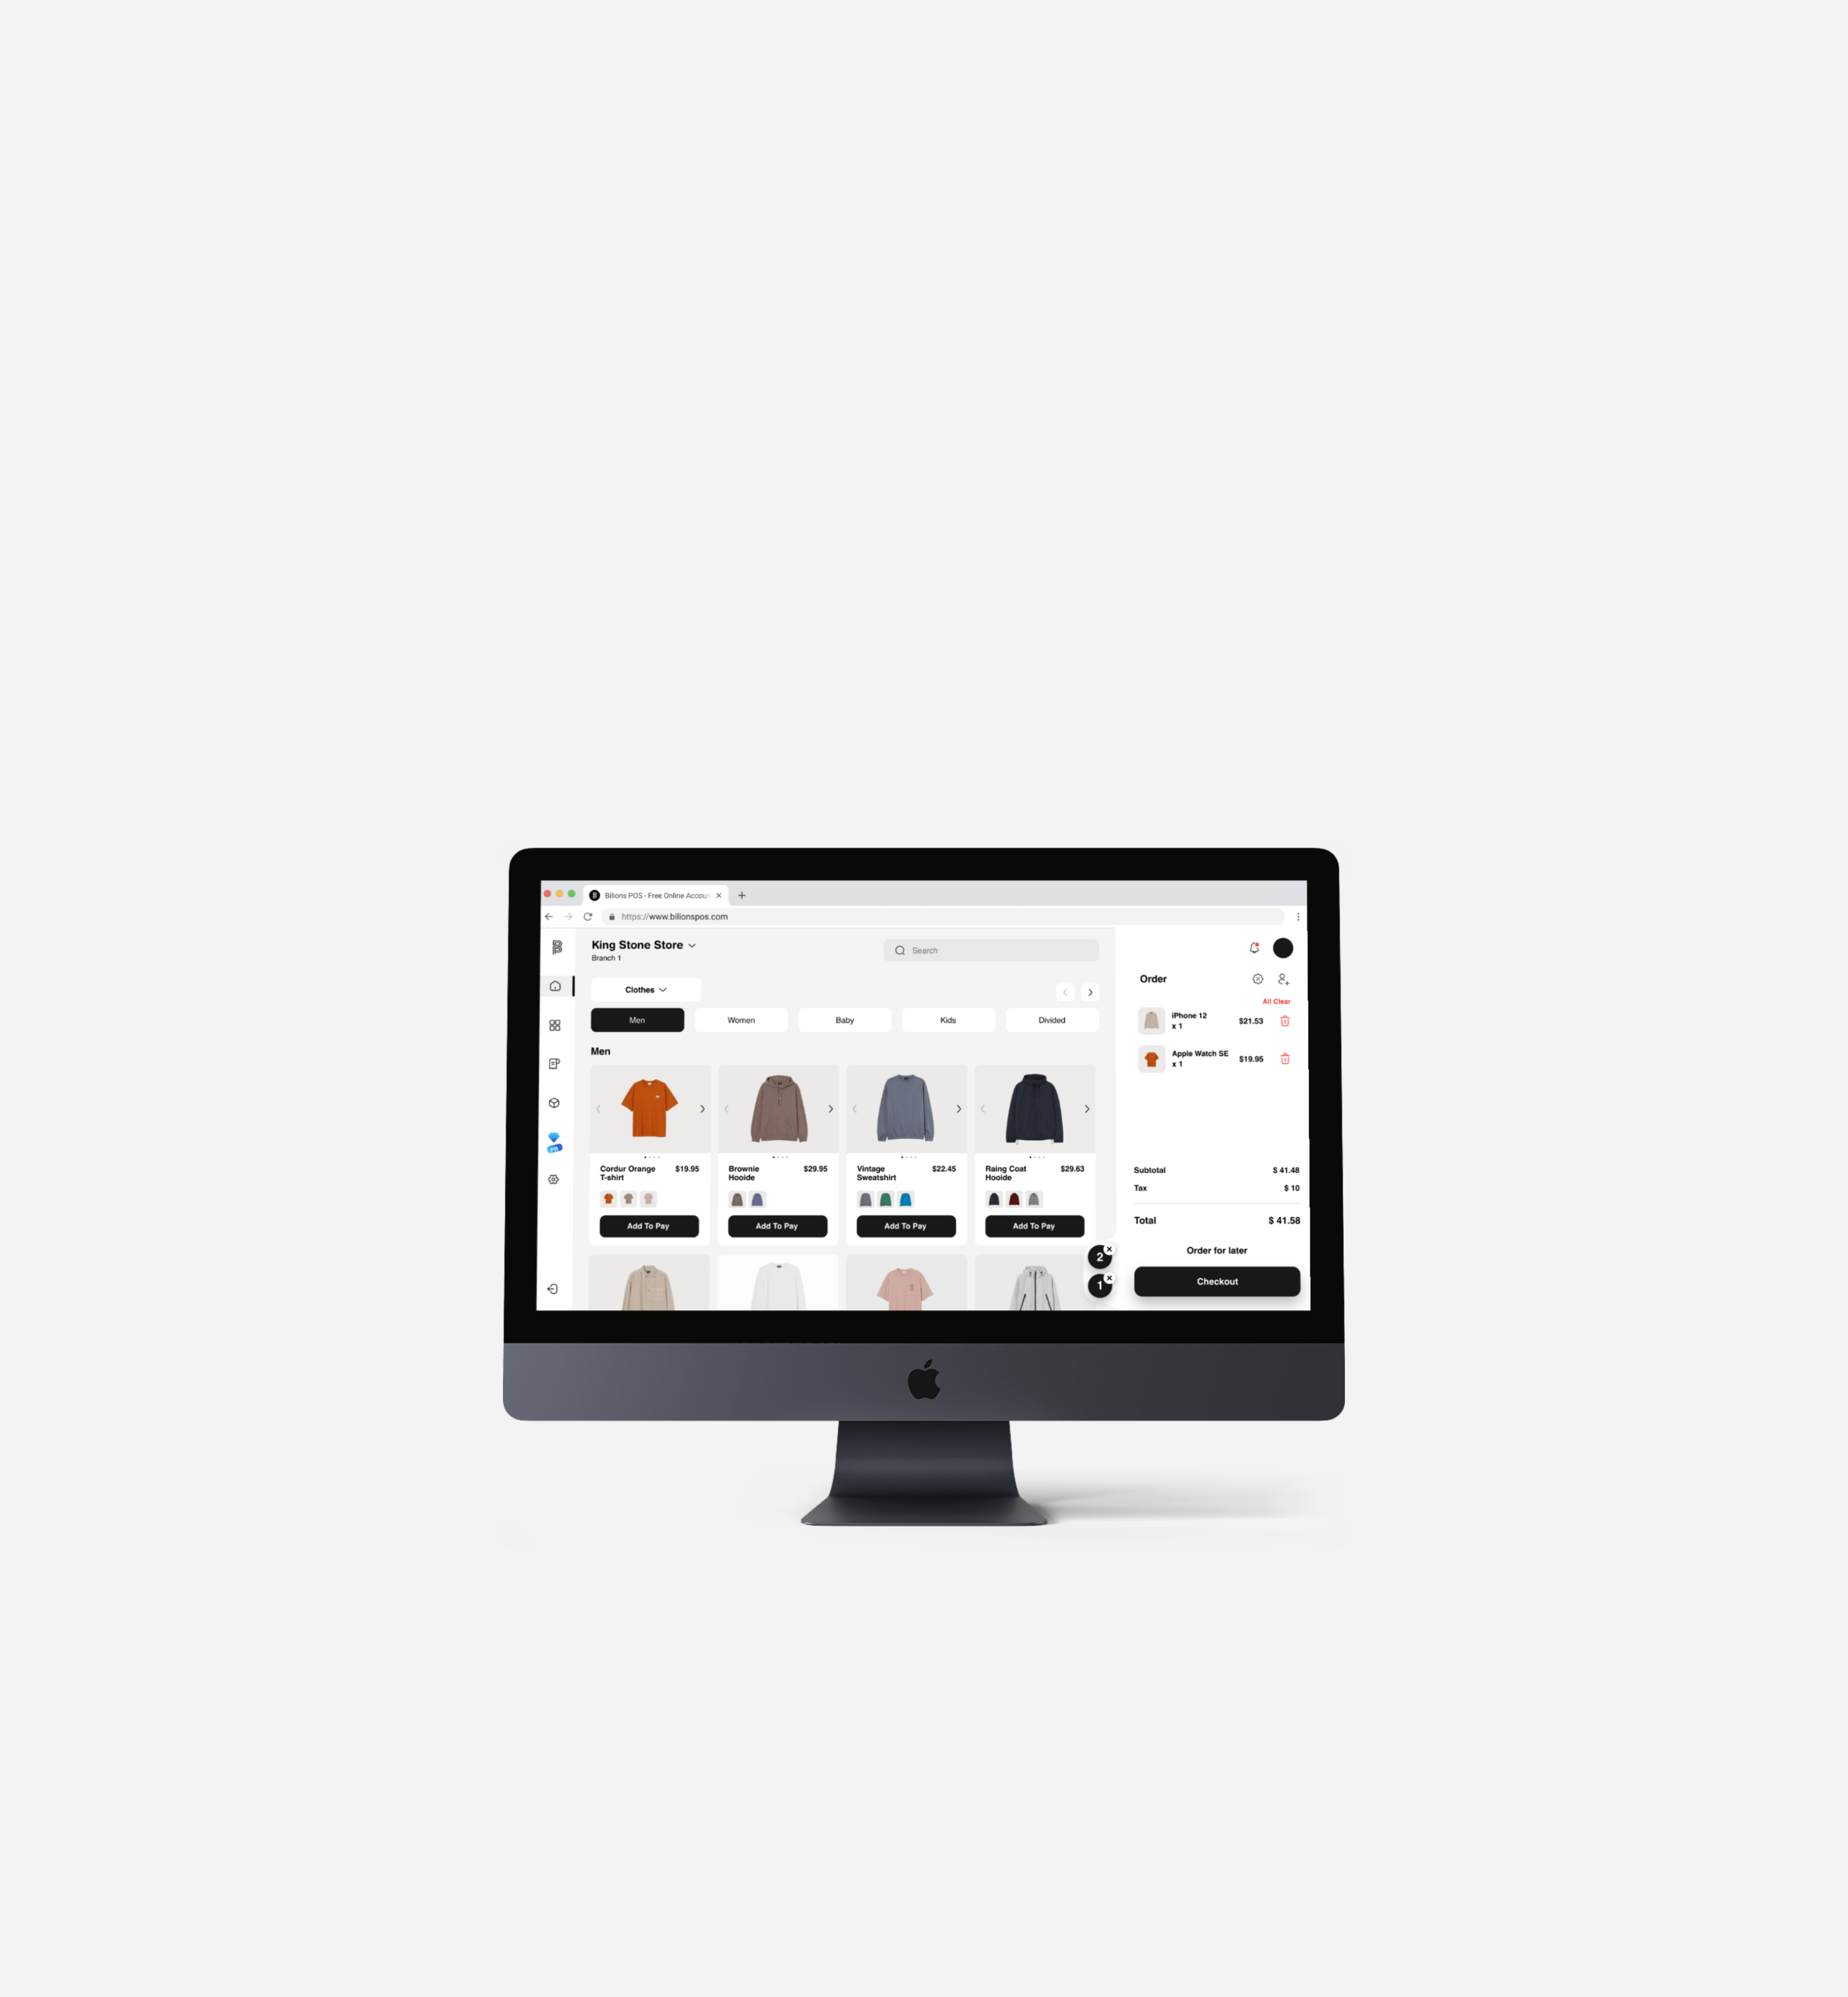 Bilions POS - Free Online Accoun
https://www.bilionspos.com
King Stone Store
Branch 1
Search
Clothes
Men
Women
Baby
Kids
Divided
Men
Cordur Orange
T-shirt
$19.95
Add To Pay
Brownie
Hooide
$29.95
Add To Pay
Vintage
Sweatshirt
$22.45
Add To Pay
Raing Coat
Hooide
$29.63
Add To Pay
2
1
Order
All Clear
iPhone 12
x 1
$21.53
Apple Watch SE
x 1
$19.95
Subtotal
$ 41.48
Tax
$ 10
Total
$ 41.58
Order for later
Checkout